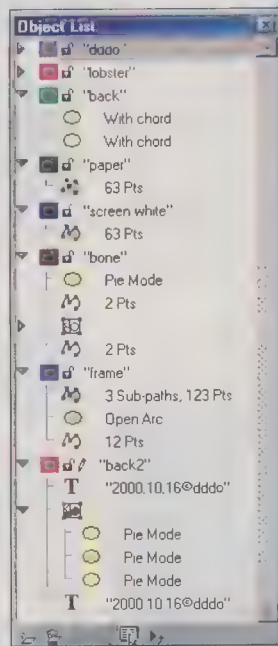 Object List
"dddo"
"lobster"
"back"
With chord
With chord
"paper"
63 Pts
"screen white"
63 Pts
"bone"
Pie Mode
2 Pts
2 Pts
"frame"
3 Sub-paths, 123 Pts
Open Arc
12 Pts
"back2"
T "2000.10.16©dddo"
Pie Mode
Pie Mode
Pie Mode
T "2000 10 16©dddo"